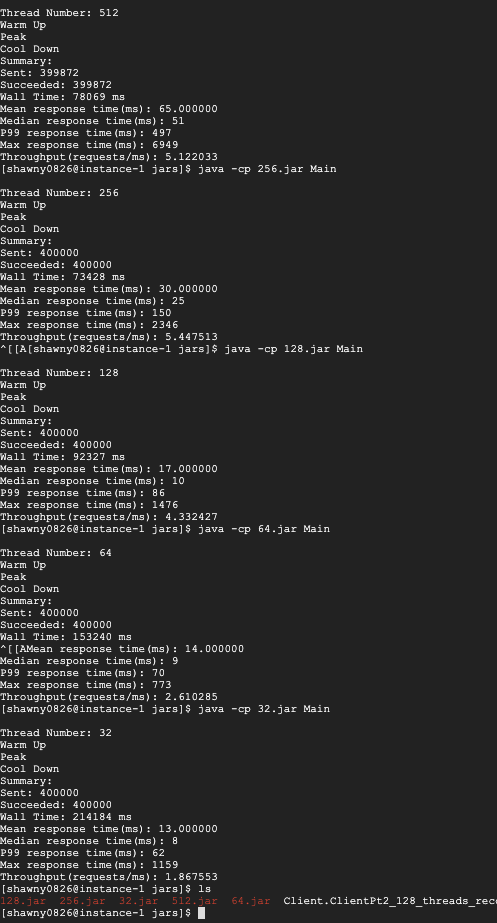 Thread Number: 512
Warm Up
Peak
Cool Down
Summary:
Sent: 399872
Succeeded: 399872
Wall Time: 78069 ms
Mean response time(ms): 65.000000
Median response time(ms): 51
P99 response time(ms): 497
Max response time(ms): 6949
Throughput(requests/ms): 5.122033
[shawny0826@instance-1 jars]$ java -cp 256.jar Main
Thread Number: 256
Warm Up
Peak
Cool Down
Summary:
Sent: 400000
Succeeded: 400000
Wall Time: 73428 ms
Mean response time(ms): 30.000000
Median response time(ms): 25
P99 response time(ms): 150
Max response time(ms): 2346
Throughput(requests/ms): 5.447513
^[[A[shawny0826@instance-1 jars]$ java -cp 128.jar Main
Thread Number: 128
Warm Up
Peak
Cool Down
Summary:
Sent: 400000
Succeeded: 400000
Wall Time: 92327 ms
Mean response time(ms): 17.000000
Median response time(ms): 10
P99 response time(ms): 86
Max response time(ms): 1476
Throughput(requests/ms): 4.332427
[shawny0826@instance-1 jars]$ java -cp 64.jar Main
Thread Number: 64
Warm Up
Peak
Cool Down
Summary:
Sent: 400000
Succeeded: 400000
Wall Time: 153240 ms
^[[AMean response time(ms): 14.000000
Median response time(ms): 9
P99 response time(ms): 70
Max response time(ms): 773
Throughput(requests/ms): 2.610285
[shawny0826@instance-1 jars]$ java -cp 32.jar Main
Thread Number: 32
Warm Up
Peak
Cool Down
Summary:
Sent: 400000
Succeeded: 400000
Wall Time: 214184 ms
Mean response time(ms): 13.000000
Median response time(ms): 8
P99 response time(ms): 62
Max response time(ms): 1159
Throughput(requests/ms): 1.867553
[shawny0826@instance-1 jars]$ ls
128.jar 256.jar 32.jar 512.jar 64.jar Client.ClientPt2_128_threads_reco
[shawny0826@instance-1 jars]$